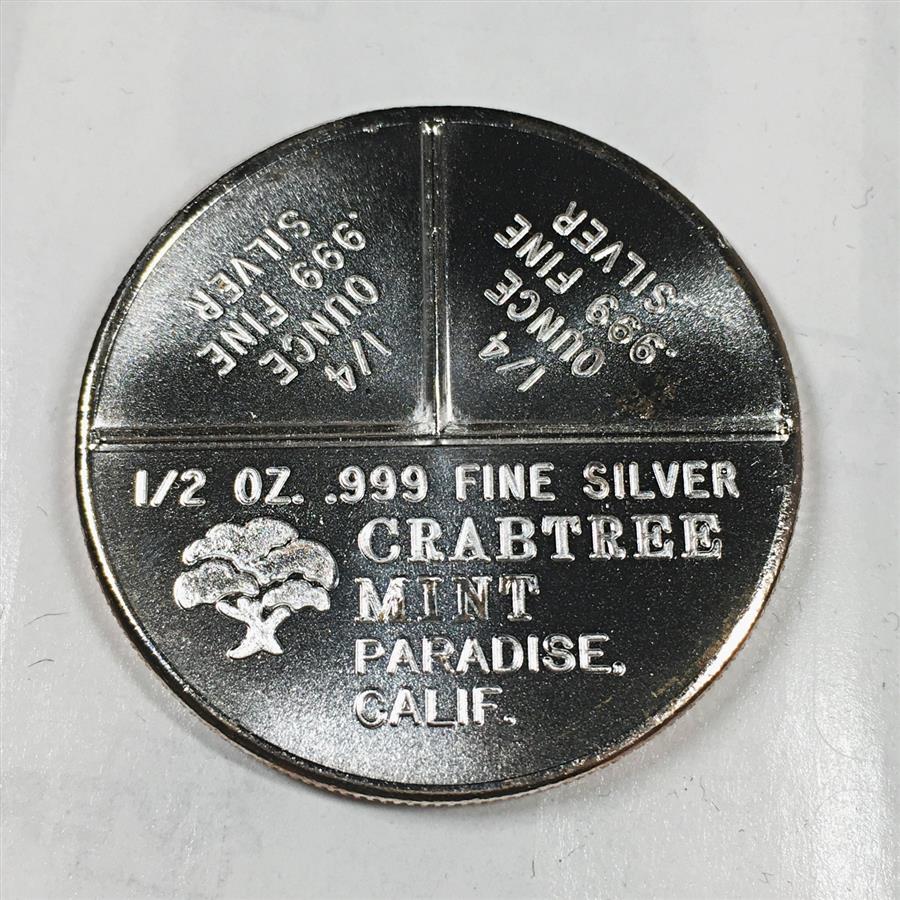 1/4
OUNCE
.999 FINE
SILVER
1/4
OUNCE
.999 FINE
SILVER
1/2 OZ. .999 FINE SILVER
CRABTREE
MINT
PARADISE,
CALIF.